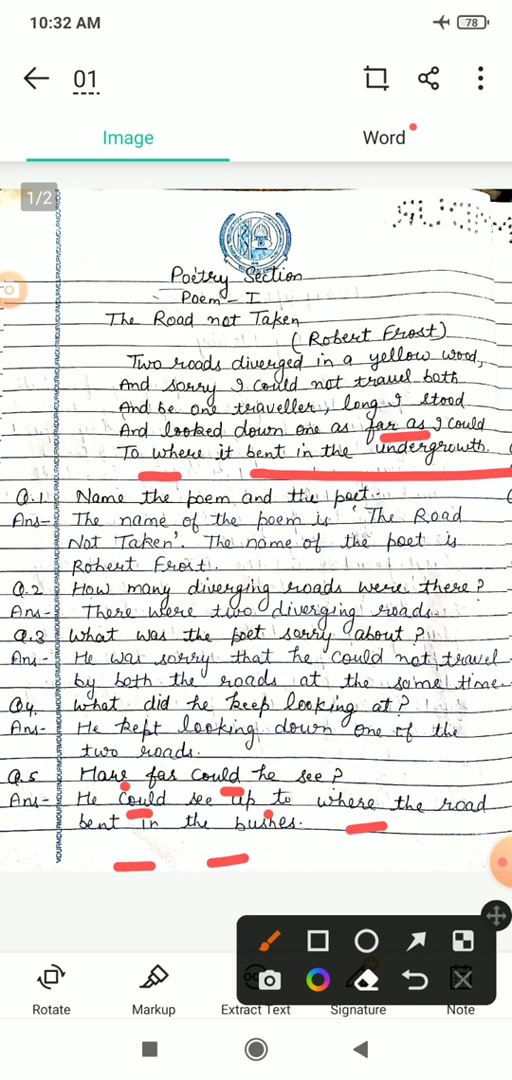 10:32 AM
78
01
Image
Word
1/2
Poetry Section
Poem - I
The Road not Taken
(Robert Frost)
Two roads diverged in a yellow wood,
And sorry I could not travel both
And be one traveller, long I stood
And looked down one as far as I could
To where it bent in the undergrowth.
Q.1 Name the poem and the poet.
Ans- The name of the poem is 'The Road
Not Taken'. The name of the poet is
Robert Frost.
Q.2 How many diverging roads were there?
Ans- There were two diverging roads.
Q.3 What was the poet sorry about?
Ans- He was sorry that he could not travel
by both the roads at the same time.
Q4. What did he keep looking at?
Ans- He kept looking down one of the
two roads.
Q.5 far could he see?
Ans- He could see up to where the road
bent in the bushes.
Rotate
Markup
Extract Text
Signature
Note